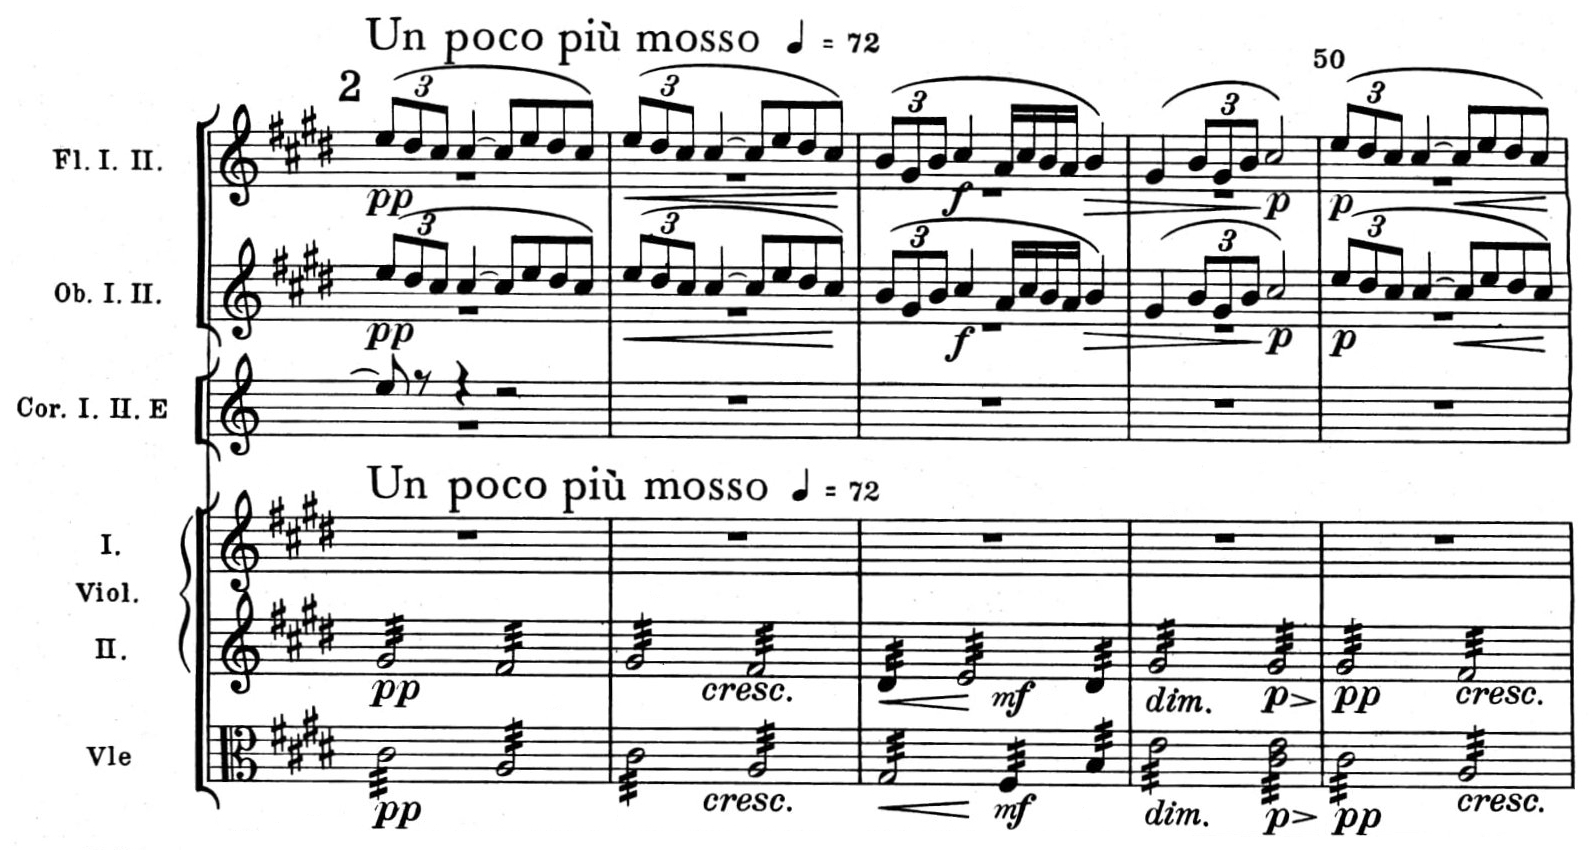 Un poco più mosso ♩ = 72
2
50
3 3 3 3 3
Fl. I. II.
pp f p p
3 3 3 3 3
Ob. I. II.
pp f p p
Cor. I. II. E
Un poco più mosso ♩ = 72
I.
Viol.
II.
pp cresc. mf dim. p> pp cresc.
Vle
pp cresc. mf dim. p> pp cresc.